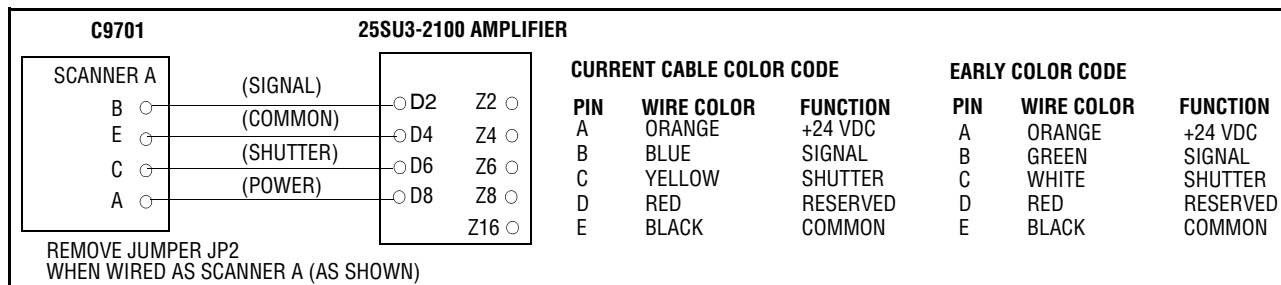 C9701 25SU3-2100 AMPLIFIER
SCANNER A
B (SIGNAL) D2 Z2
E (COMMON) D4 Z4
C (SHUTTER) D6 Z6
A (POWER) D8 Z8
Z16
REMOVE JUMPER JP2
WHEN WIRED AS SCANNER A (AS SHOWN)
CURRENT CABLE COLOR CODE
PIN WIRE COLOR FUNCTION
A ORANGE +24 VDC
B BLUE SIGNAL
C YELLOW SHUTTER
D RED RESERVED
E BLACK COMMON
EARLY COLOR CODE
PIN WIRE COLOR FUNCTION
A ORANGE +24 VDC
B GREEN SIGNAL
C WHITE SHUTTER
D RED RESERVED
E BLACK COMMON